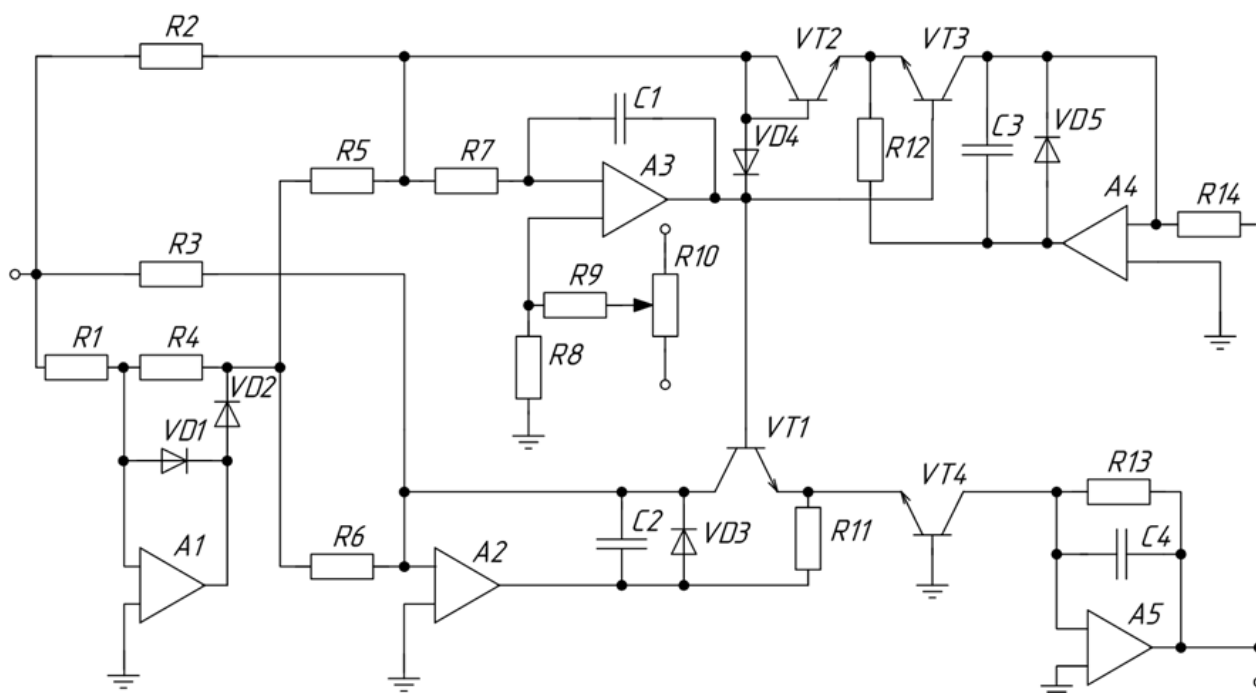 R2
VT2
VT3
C1
R5
R7
VD4
R12
C3
VD5
A3
A4
R14
R3
R9
R10
R1
R4
R8
VD2
VD1
VT1
VT4
R13
A1
R6
A2
C2
VD3
R11
C4
A5